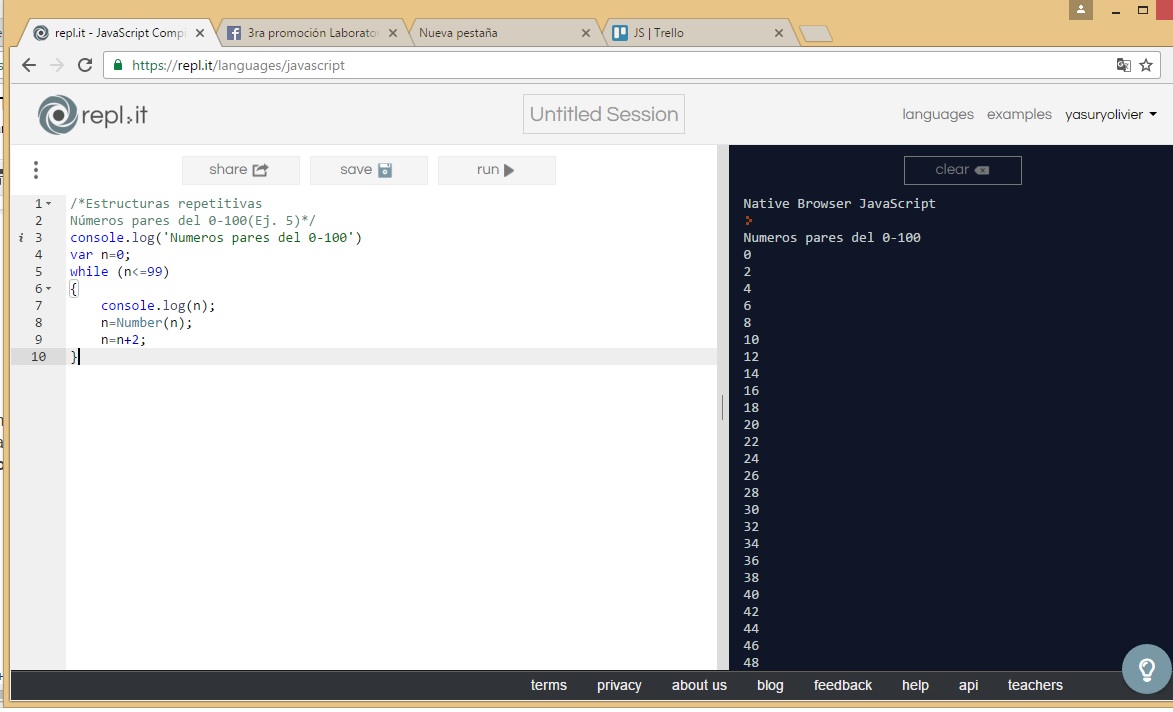 repl.it - JavaScript Compi
3ra promoción Laborato
Nueva pestaña
JS | Trello
https://repl.it/languages/javascript
repl.it
Untitled Session
languages examples yasuryolivier
share save run
clear
1 /*Estructuras repetitivas
2 Números pares del 0-100(Ej. 5)*/
i 3 console.log('Numeros pares del 0-100')
4 var n=0;
5 while (n<=99)
6 {
7 console.log(n);
8 n=Number(n);
9 n=n+2;
10 }
Native Browser JavaScript
Numeros pares del 0-100
0
2
4
6
8
10
12
14
16
18
20
22
24
26
28
30
32
34
36
38
40
42
44
46
48
terms privacy about us blog feedback help api teachers